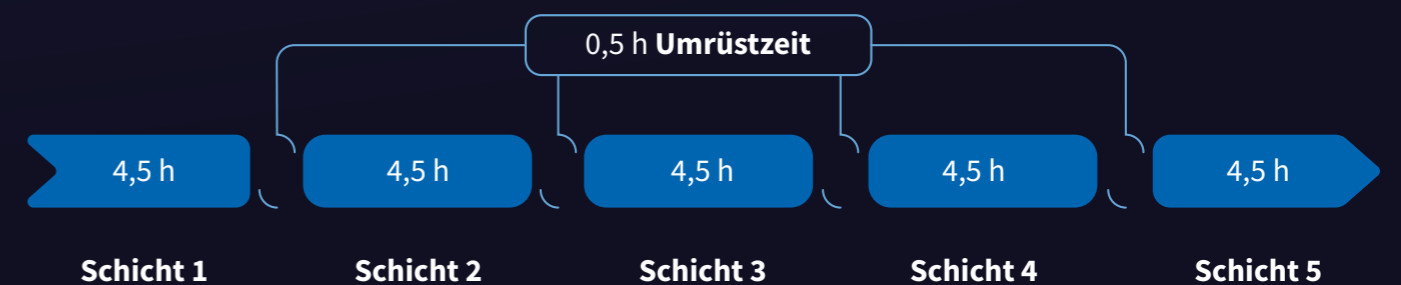 0,5 h Umrüstzeit
4,5 h 4,5 h 4,5 h 4,5 h 4,5 h
Schicht 1 Schicht 2 Schicht 3 Schicht 4 Schicht 5